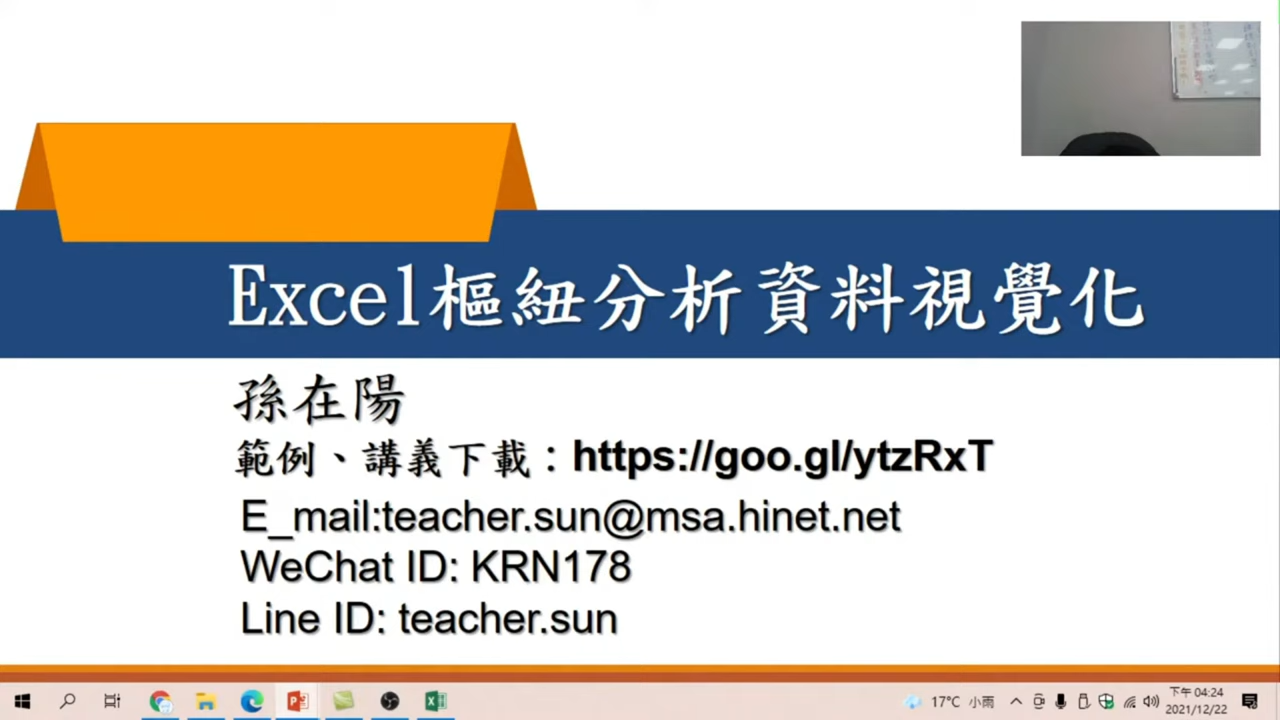 Excel樞紐分析資料視覺化
孫在陽
範例、講義下載：https://goo.gl/ytzRxT
E_mail:teacher.sun@msa.hinet.net
WeChat ID: KRN178
Line ID: teacher.sun
17°C 小雨
下午 04:24
2021/12/22